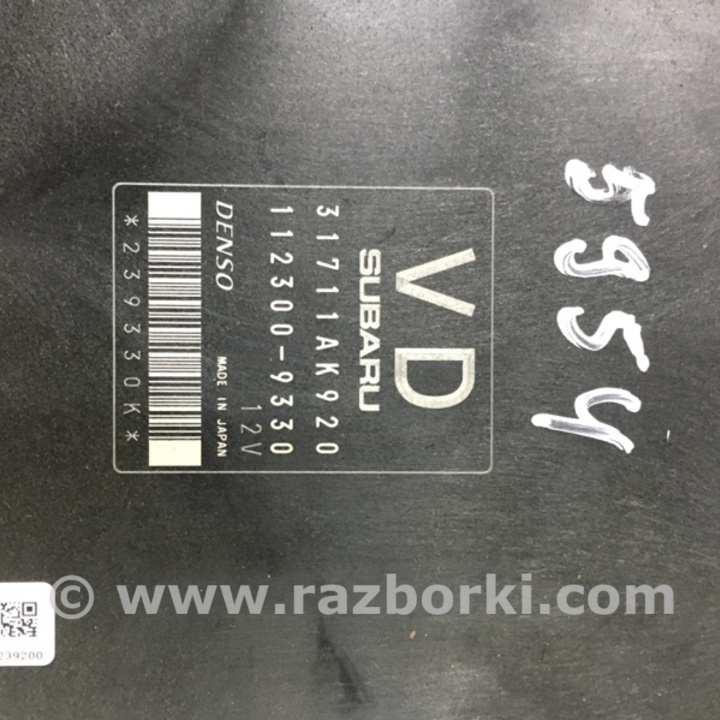 5954
VD
SUBARU
31711AK920
112300-9330
12V
DENSO MADE IN JAPAN
*239330K*
© www.razborki.com
239200